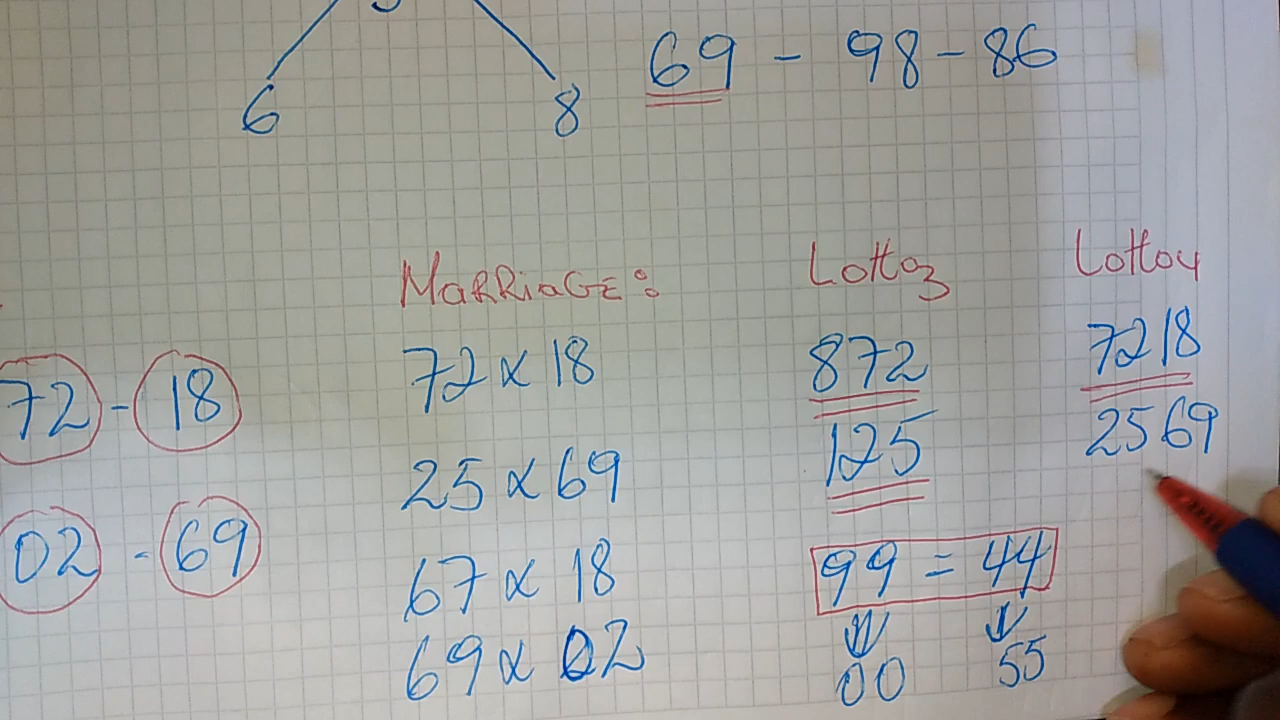 69 - 98 - 86
6 8
MaRRiaGE: Lotto3 Lotto4
72 x 18 872 7218
72 - 18
25 x 69 125 2569
02 - 69
67 x 18 99 = 44
69 x 02 00 55